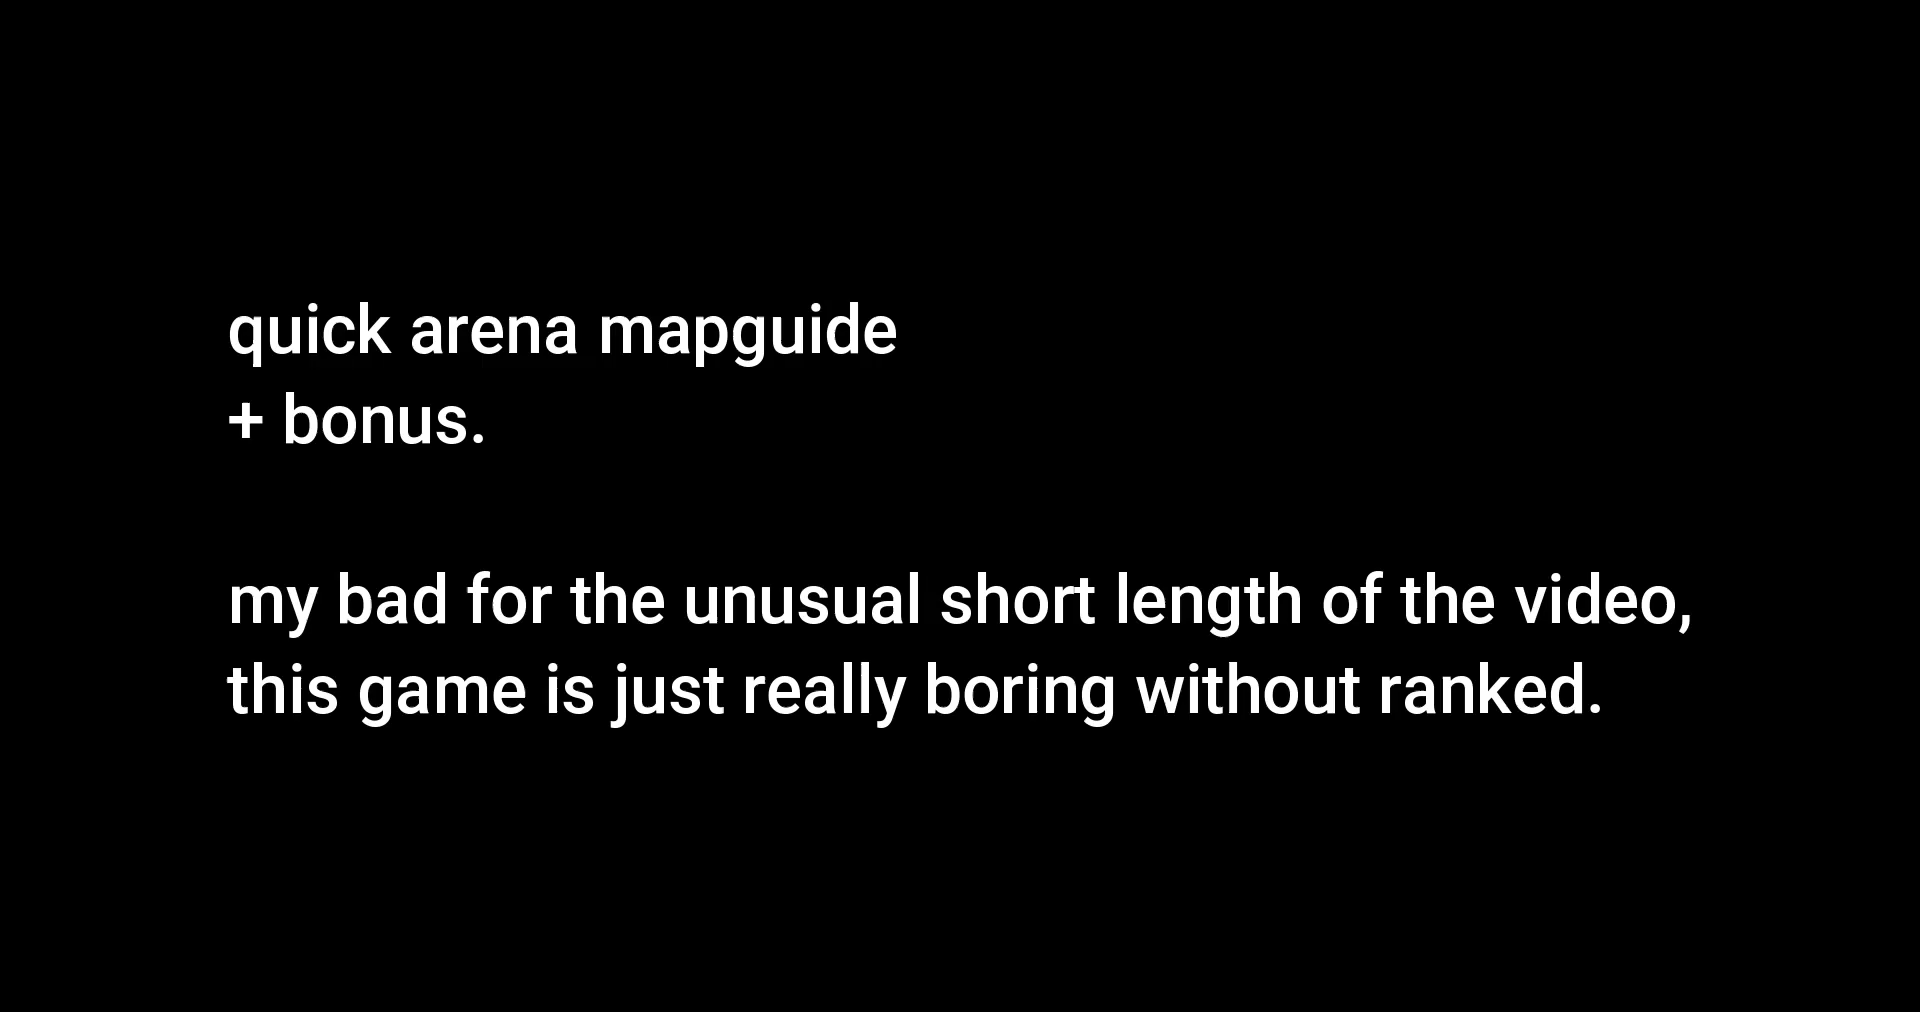 quick arena mapguide
+ bonus.
my bad for the unusual short length of the video,
this game is just really boring without ranked.